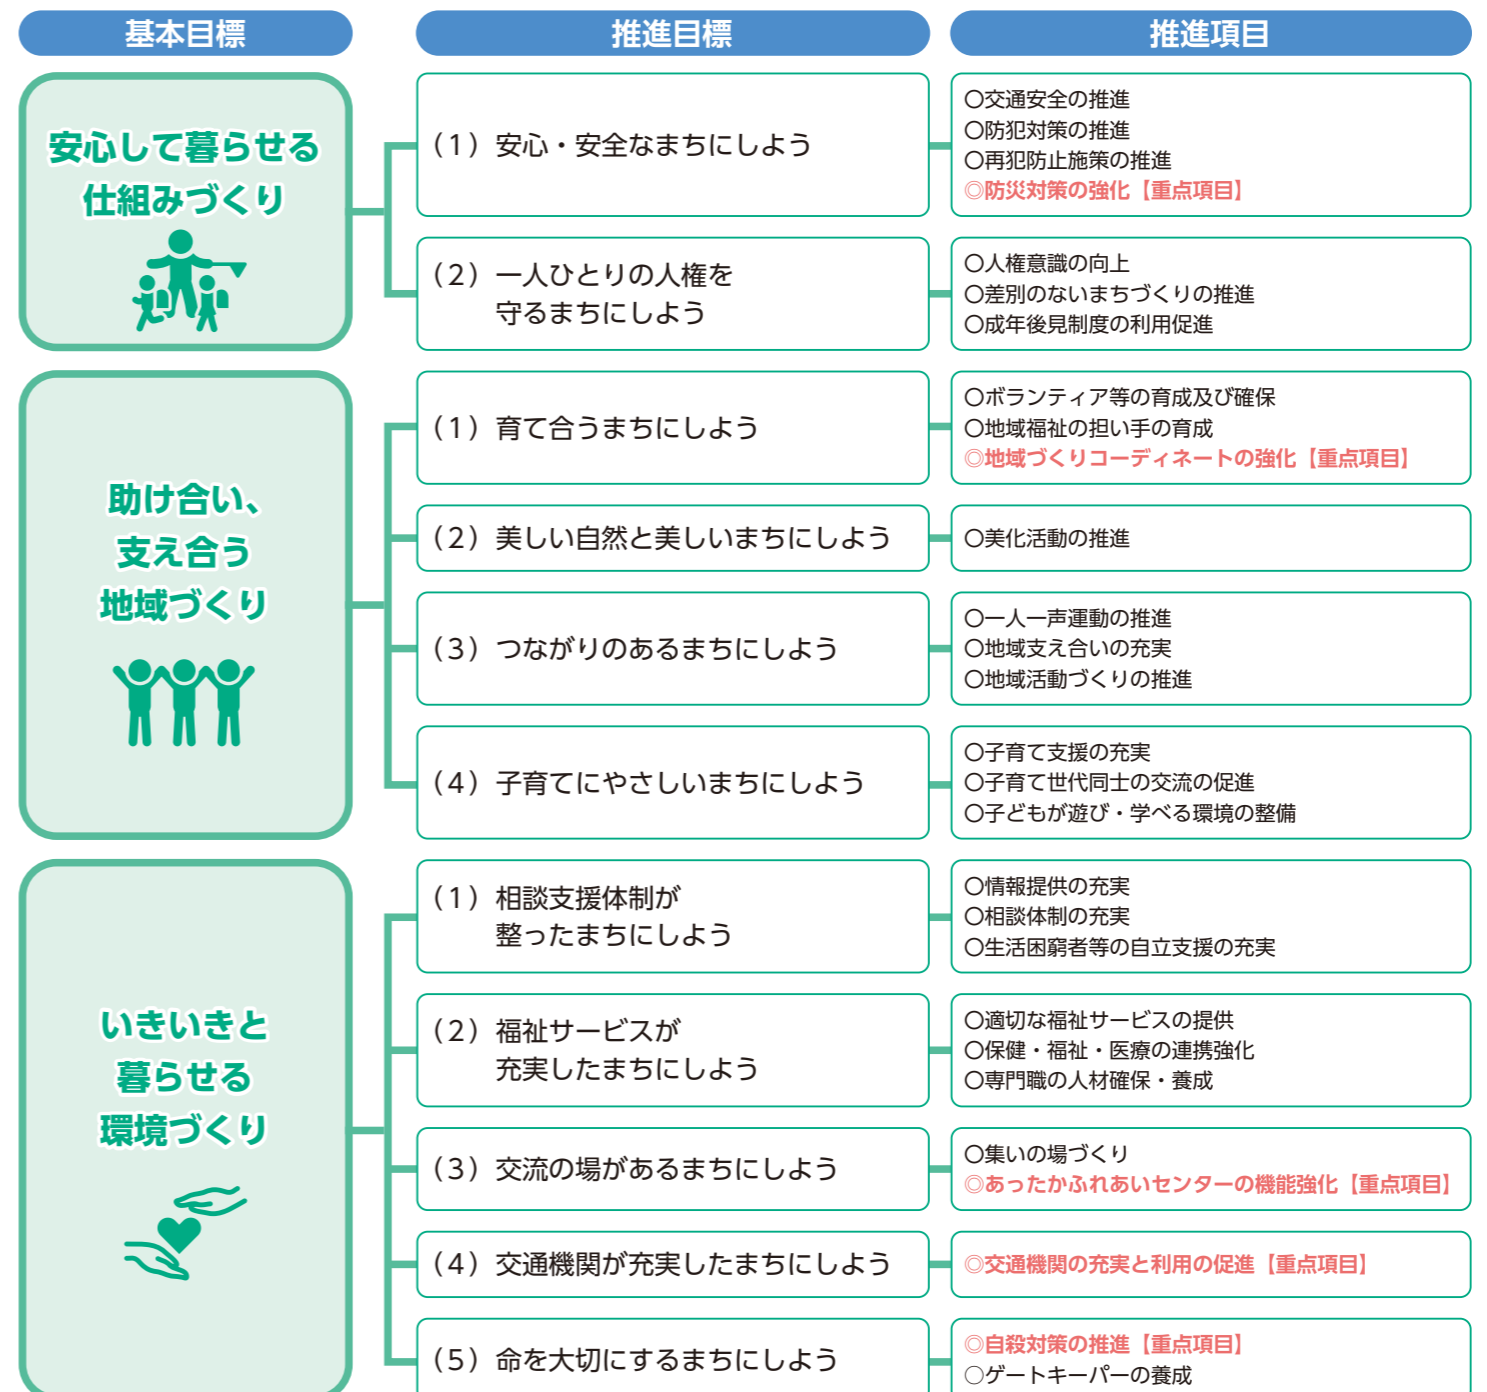 基本目標
推進目標
推進項目
安心して暮らせる
仕組みづくり
（1）安心・安全なまちにしよう
〇交通安全の推進
〇防犯対策の推進
〇再犯防止施策の推進
◎防災対策の強化【重点項目】
（2）一人ひとりの人権を
守るまちにしよう
〇人権意識の向上
〇差別のないまちづくりの推進
〇成年後見制度の利用促進
助け合い、
支え合う
地域づくり
（1）育て合うまちにしよう
〇ボランティア等の育成及び確保
〇地域福祉の担い手の育成
◎地域づくりコーディネートの強化【重点項目】
（2）美しい自然と美しいまちにしよう
〇美化活動の推進
（3）つながりのあるまちにしよう
〇一人一声運動の推進
〇地域支え合いの充実
〇地域活動づくりの推進
（4）子育てにやさしいまちにしよう
〇子育て支援の充実
〇子育て世代同士の交流の促進
〇子どもが遊び・学べる環境の整備
いきいきと
暮らせる
環境づくり
（1）相談支援体制が
整ったまちにしよう
〇情報提供の充実
〇相談体制の充実
〇生活困窮者等の自立支援の充実
（2）福祉サービスが
充実したまちにしよう
〇適切な福祉サービスの提供
〇保健・福祉・医療の連携強化
〇専門職の人材確保・養成
（3）交流の場があるまちにしよう
〇集いの場づくり
◎あったかふれあいセンターの機能強化【重点項目】
（4）交通機関が充実したまちにしよう
◎交通機関の充実と利用の促進【重点項目】
（5）命を大切にするまちにしよう
◎自殺対策の推進【重点項目】
○ゲートキーパーの養成